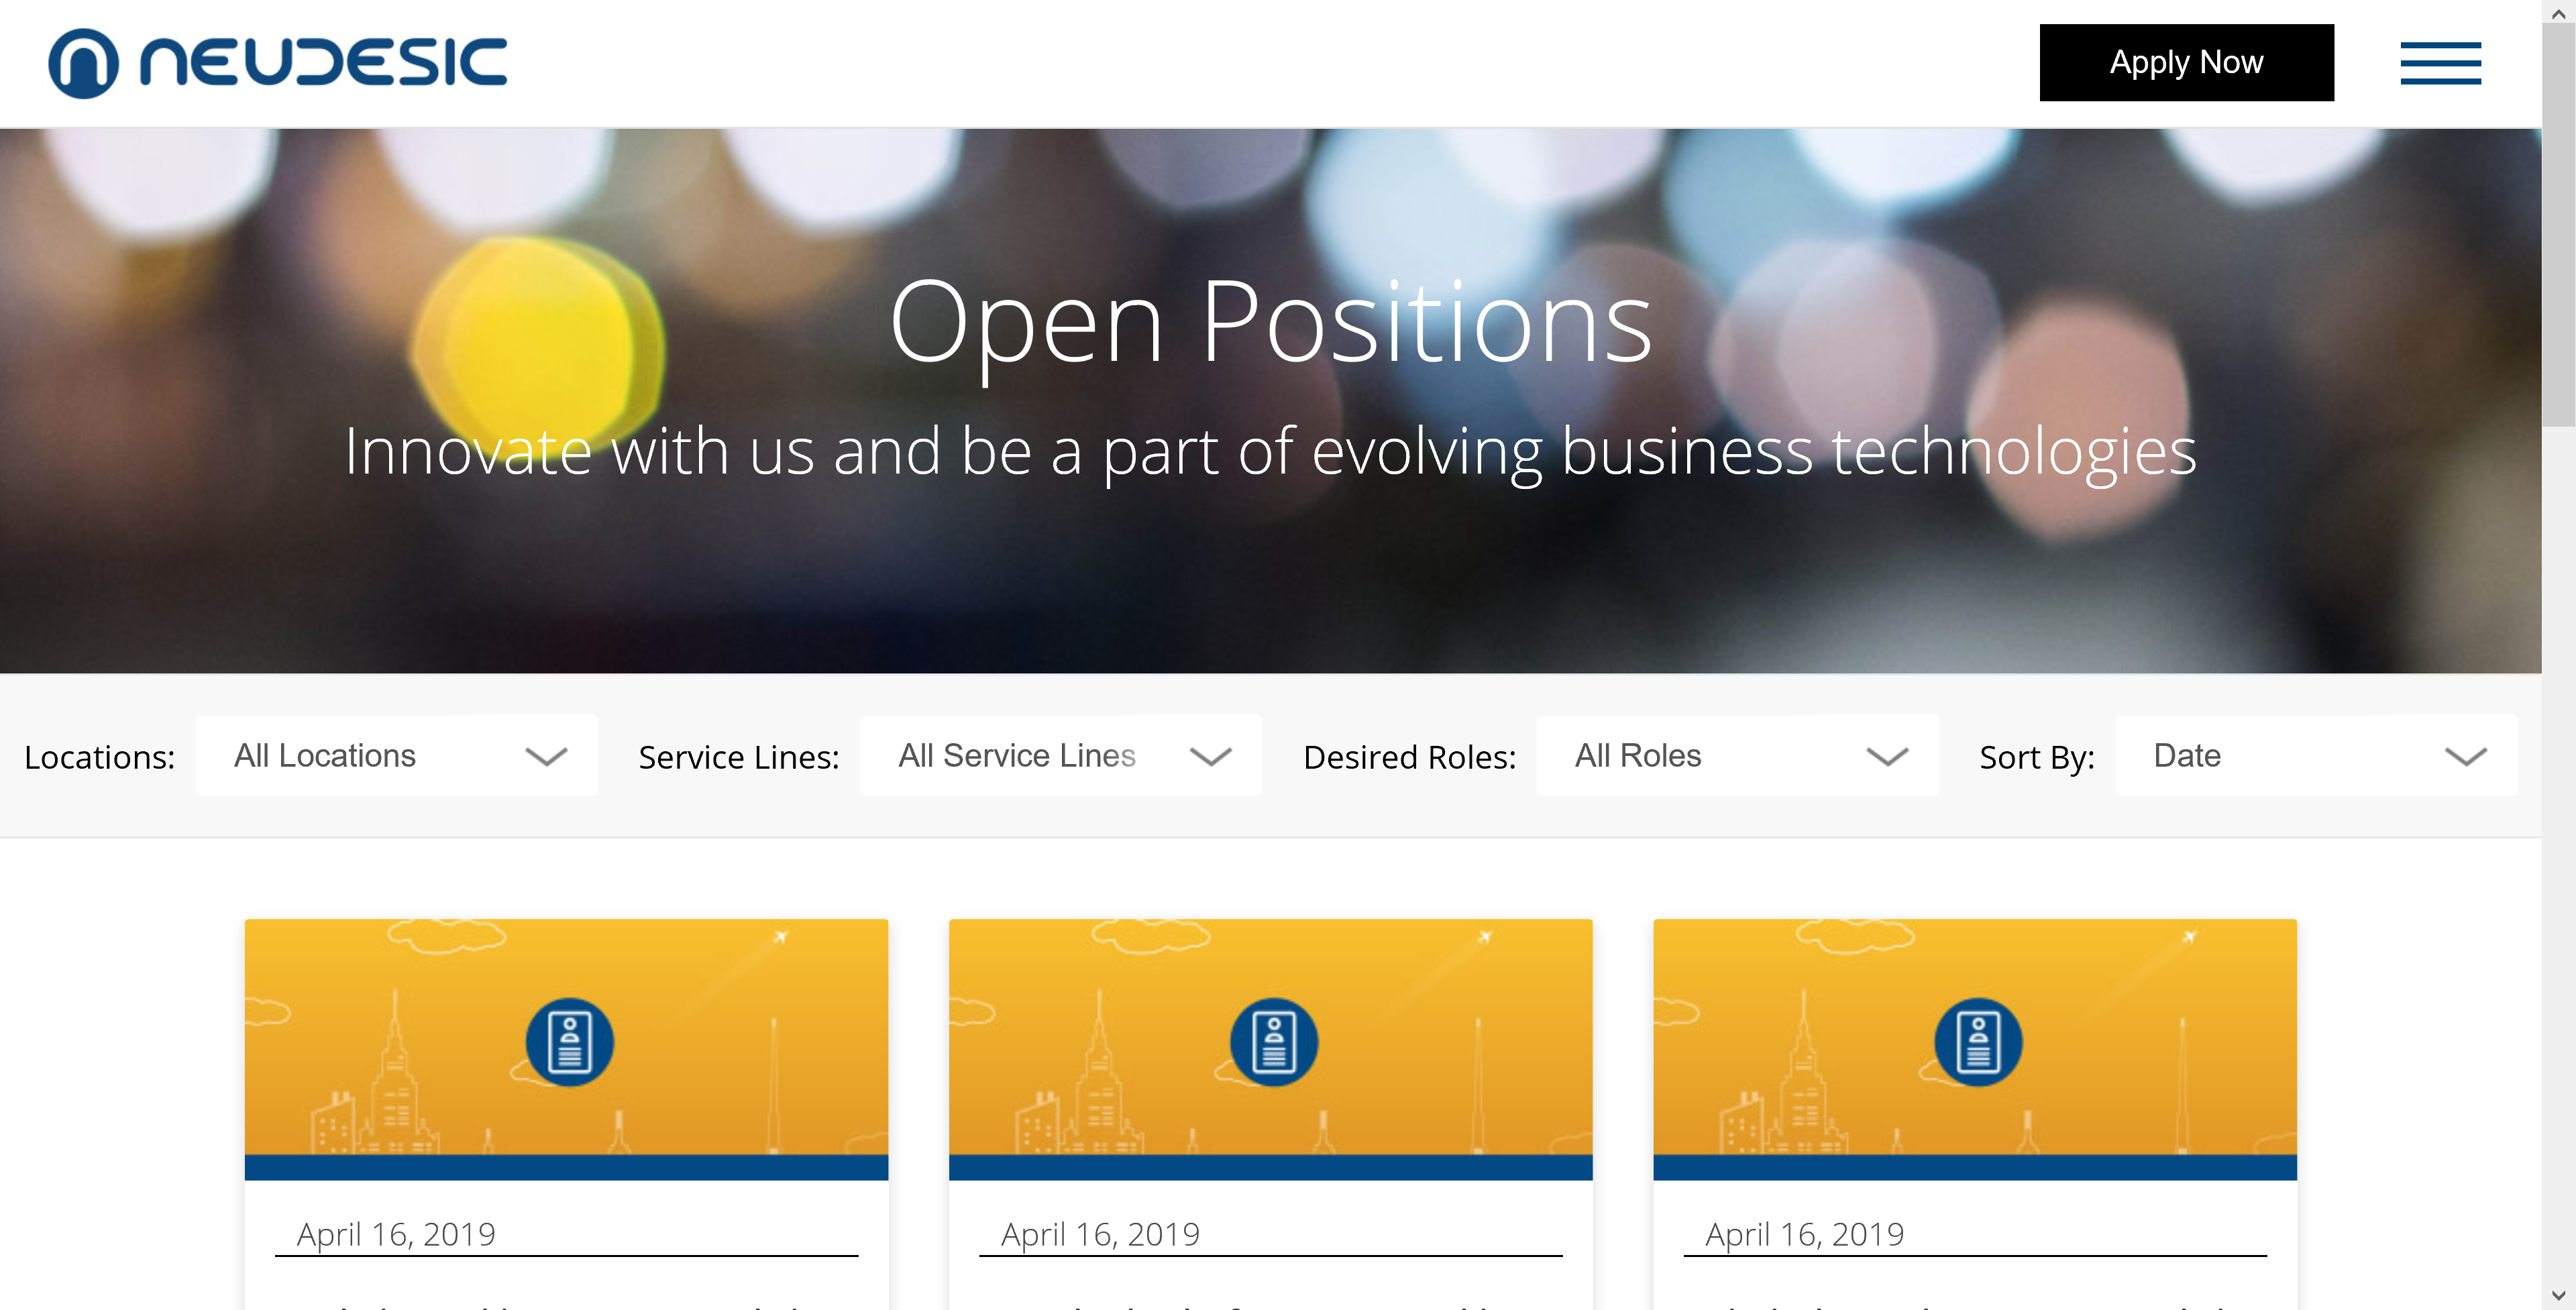 NEUDESIC
Apply Now
Open Positions
Innovate with us and be a part of evolving business technologies
Locations: All Locations Service Lines: All Service Lines Desired Roles: All Roles Sort By: Date
April 16, 2019 April 16, 2019 April 16, 2019